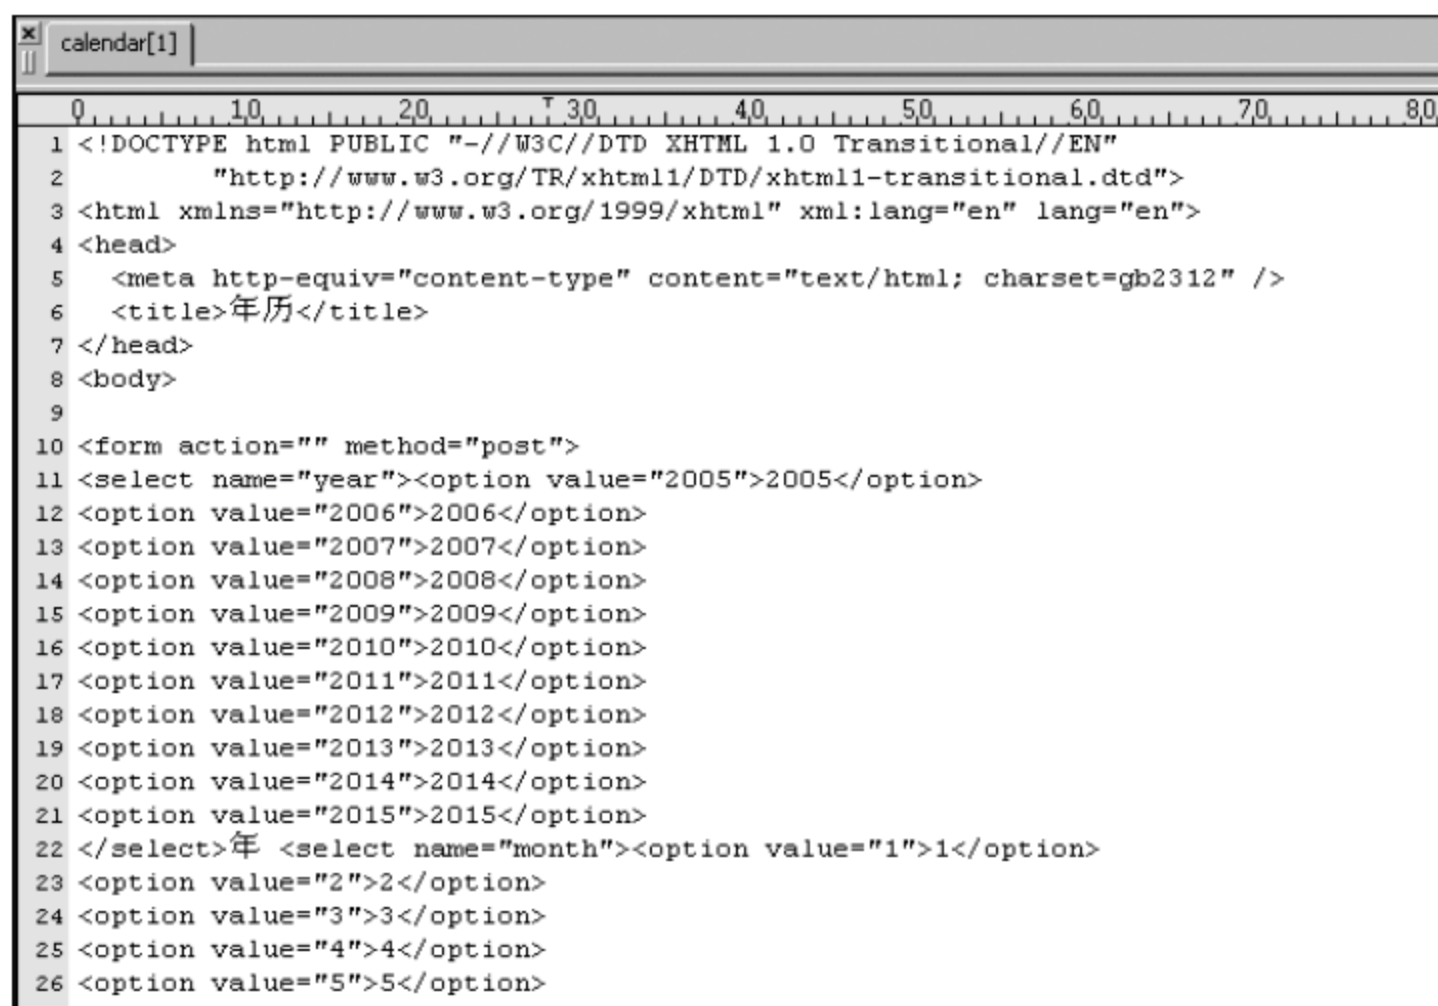 calendar[1]
0 10 20 30 40 50 60 70 80
1 <!DOCTYPE html PUBLIC "-//W3C//DTD XHTML 1.0 Transitional//EN"
2         "http://www.w3.org/TR/xhtml1/DTD/xhtml1-transitional.dtd">
3 <html xmlns="http://www.w3.org/1999/xhtml" xml:lang="en" lang="en">
4 <head>
5   <meta http-equiv="content-type" content="text/html; charset=gb2312" />
6   <title>年历</title>
7 </head>
8 <body>
9
10 <form action="" method="post">
11 <select name="year"><option value="2005">2005</option>
12 <option value="2006">2006</option>
13 <option value="2007">2007</option>
14 <option value="2008">2008</option>
15 <option value="2009">2009</option>
16 <option value="2010">2010</option>
17 <option value="2011">2011</option>
18 <option value="2012">2012</option>
19 <option value="2013">2013</option>
20 <option value="2014">2014</option>
21 <option value="2015">2015</option>
22 </select>年 <select name="month"><option value="1">1</option>
23 <option value="2">2</option>
24 <option value="3">3</option>
25 <option value="4">4</option>
26 <option value="5">5</option>